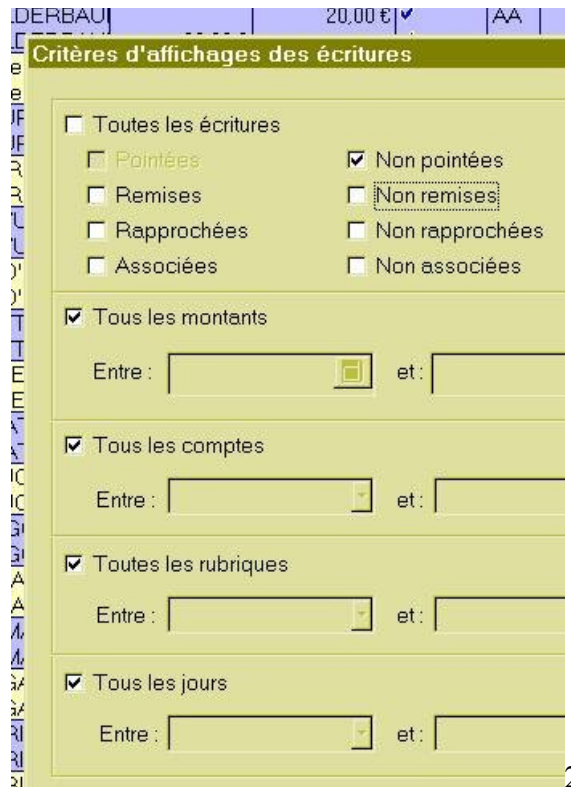 20,00 € AA
Critères d'affichages des écritures
Toutes les écritures
Pointées Non pointées
Remises Non remises
Rapprochées Non rapprochées
Associées Non associées
Tous les montants
Entre : et :
Tous les comptes
Entre : et :
Toutes les rubriques
Entre : et :
Tous les jours
Entre : et :